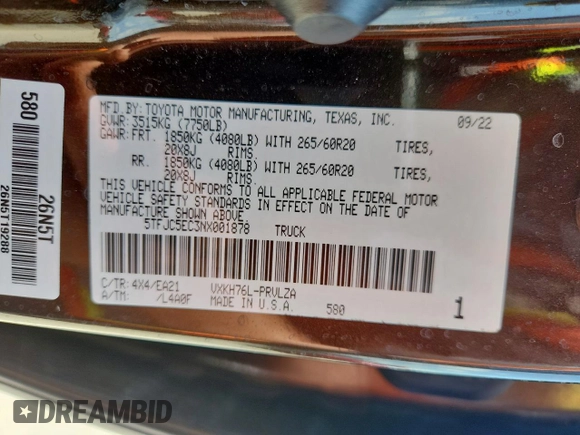 MFD.BY:TOYOTA MOTOR MANUFACTURING, TEXAS, INC. 09/22
GVWR:3515KG (7750LB)
GAWR:FRT. 1850KG (4080LB) WITH 265/60R20 TIRES,
20X8J RIMS
RR. 1850KG (4080LB) WITH 265/60R20 TIRES,
20X8J RIMS
THIS VEHICLE CONFORMS TO ALL APPLICABLE FEDERAL MOTOR
VEHICLE SAFETY STANDARDS IN EFFECT ON THE DATE OF
MANUFACTURE SHOWN ABOVE.
5TFJC5EC3NX001878 TRUCK
C/TR:4X4/EA21 VXKH76L-PRVLZA
A/TM: /L4A0F MADE IN U.S.A. 580 1
580 26N5T
26N5T19288
DREAMBID